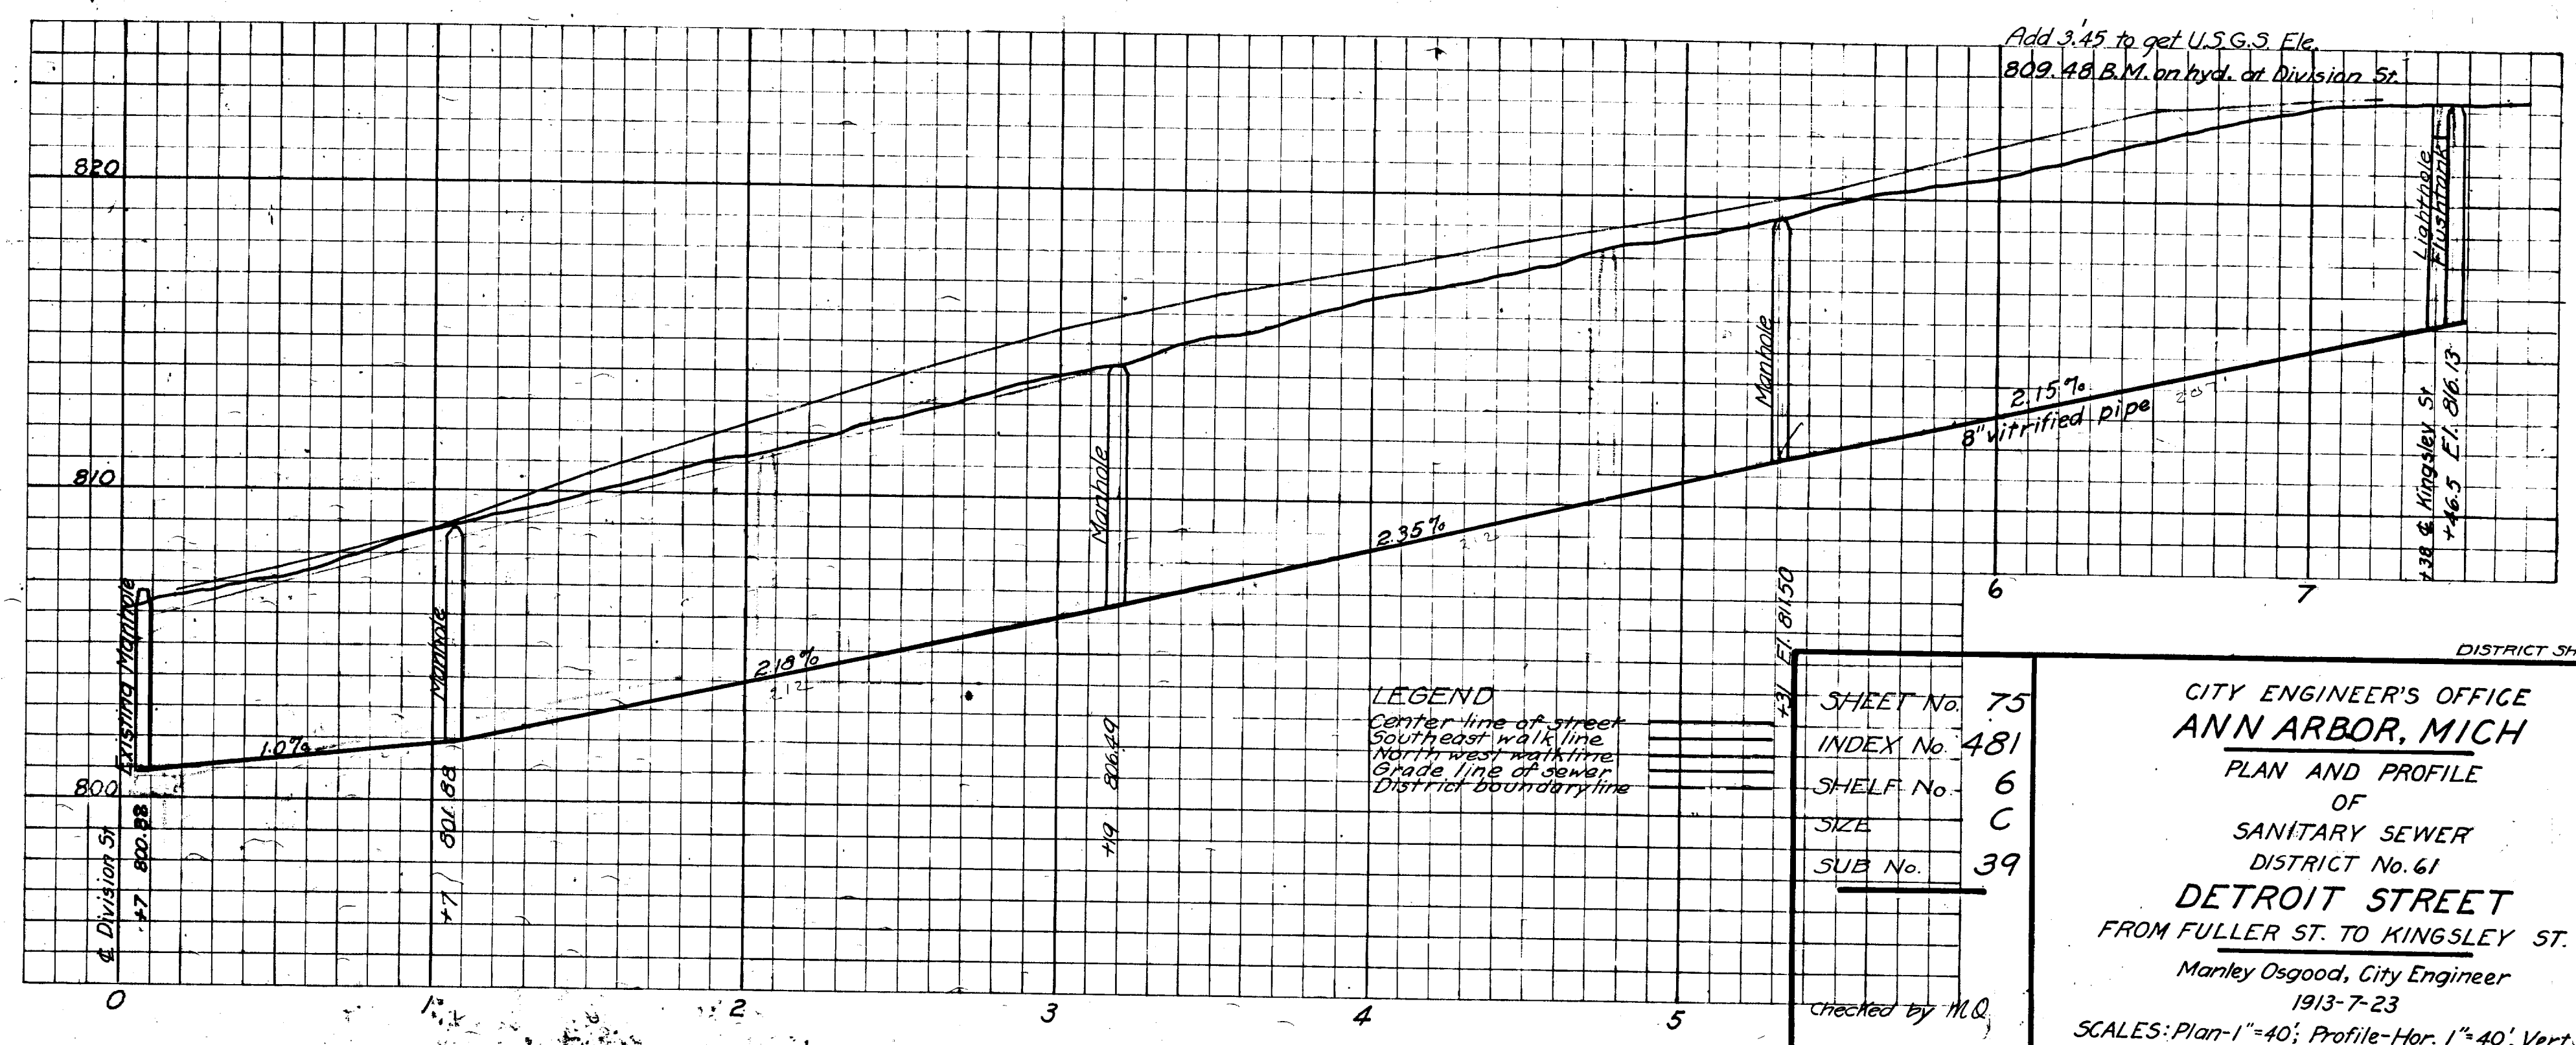 Add 3.'45 to get U.S.G.S. Ele.
809.48 B.M. on hyd. at Division St.
820
810
800
Existing Manhole
Manhole
Manhole
Manhole
Lighthole
Flushtank
1.0%
2.18%
212
2.35%
2.15%
207
8" vitrified pipe
℄ Division St
+7 800.88
+7 801.88
+19 806.49
+31 El. 811.50
+38 ℄ Kingsley St
+46.5 El. 816.13
0
1
2
3
4
5
6
7
LEGEND
Center line of street
Southeast walk line
North west walk line
Grade line of sewer
District boundary line
SHEET No. 75
INDEX No. 481
SHELF No. 6
SIZE C
SUB No. 39
Checked by M.O.
DISTRICT SH
CITY ENGINEER'S OFFICE
ANN ARBOR, MICH
PLAN AND PROFILE
OF
SANITARY SEWER
DISTRICT No. 61
DETROIT STREET
FROM FULLER ST. TO KINGSLEY ST.
Manley Osgood, City Engineer
1913-7-23
SCALES: Plan-1"=40'; Profile-Hor. 1"=40', Vert.